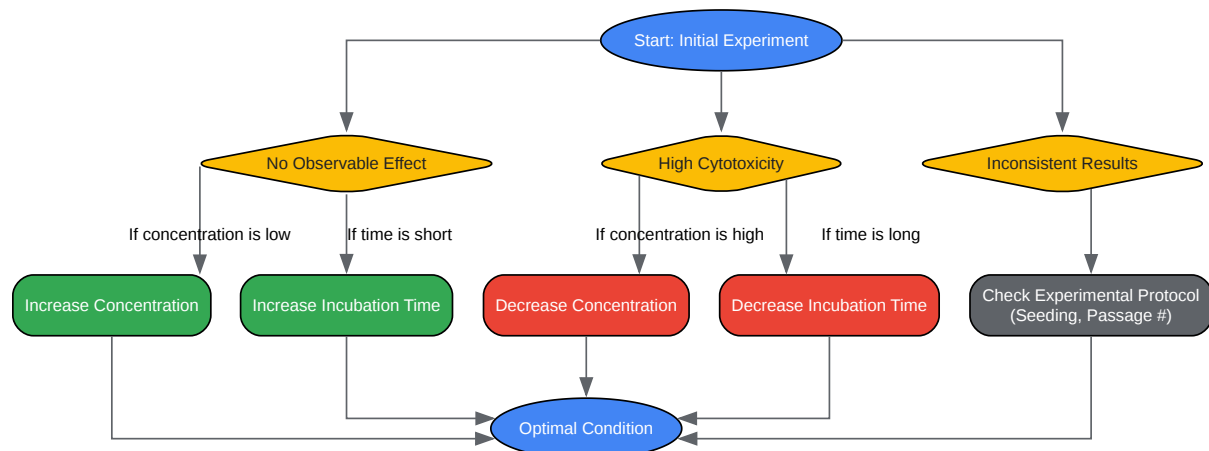 Start: Initial Experiment
No Observable Effect
High Cytotoxicity
Inconsistent Results
If concentration is low
If time is short
If concentration is high
If time is long
Increase Concentration
Increase Incubation Time
Decrease Concentration
Decrease Incubation Time
Check Experimental Protocol
(Seeding, Passage #)
Optimal Condition